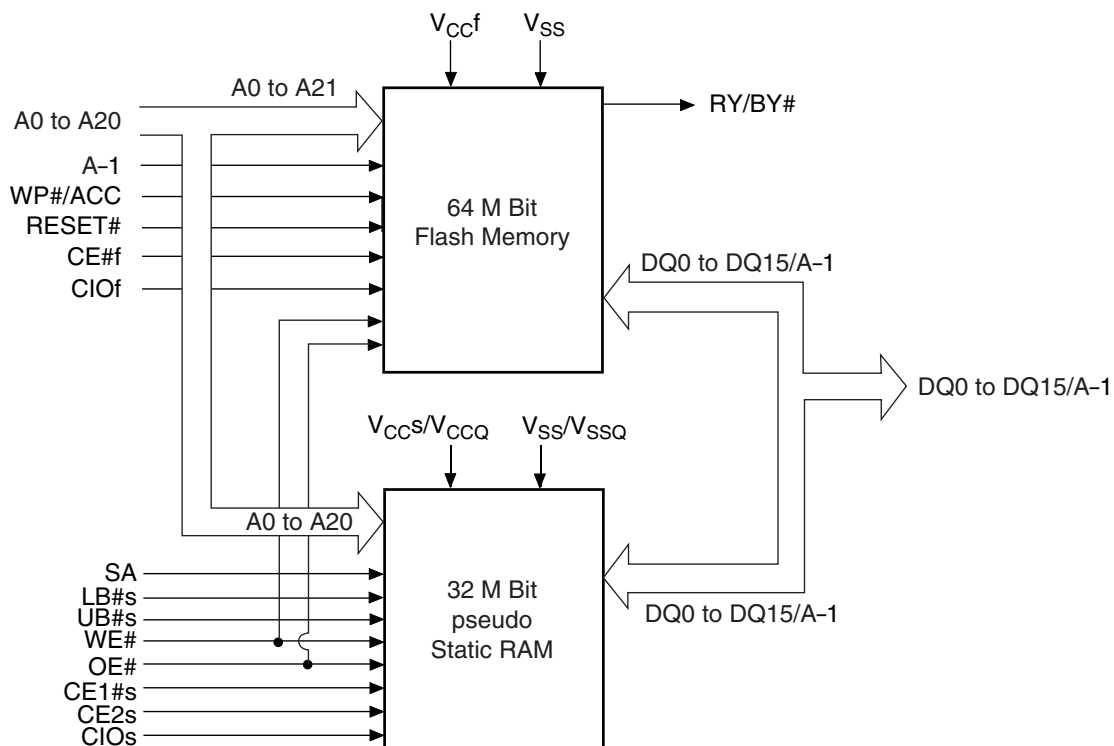 V_CCf V_SS
A0 to A21
A0 to A20
RY/BY#
A–1
WP#/ACC
RESET#
CE#f
CIOf
64 M Bit
Flash Memory
DQ0 to DQ15/A–1
DQ0 to DQ15/A–1
V_CCs/V_CCQ V_SS/V_SSQ
A0 to A20
SA
LB#s
UB#s
WE#
OE#
CE1#s
CE2s
CIOs
32 M Bit
pseudo
Static RAM
DQ0 to DQ15/A–1